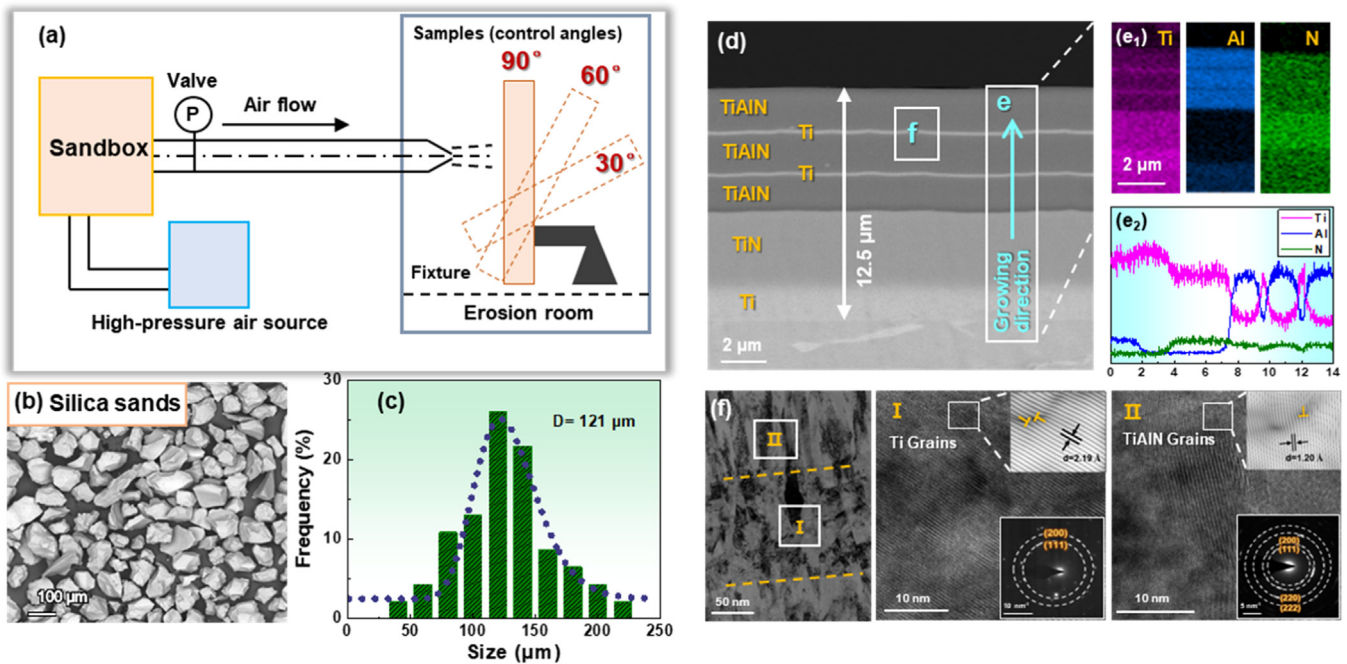 (a)
Samples (control angles)
90°
60°
30°
Valve
P
Air flow
Sandbox
Fixture
High-pressure air source
Erosion room
(b) Silica sands
100 μm
(c)
D= 121 μm
Frequency (%)
30
20
10
0
0 50 100 150 200 250
Size (μm)
(d)
TiAlN
Ti
TiAlN
Ti
TiAlN
TiN
Ti
12.5 μm
f
e
Growing
direction
2 μm
(e₁) Ti Al N
2 μm
(e₂)
Ti
Al
N
0 2 4 6 8 10 12 14
(f)
II
I
50 nm
I
Ti Grains
d=2.19 Å
(200)
(111)
10 nm
II
TiAlN Grains
d=1.20 Å
(200)
(111)
(220)
(222)
10 nm